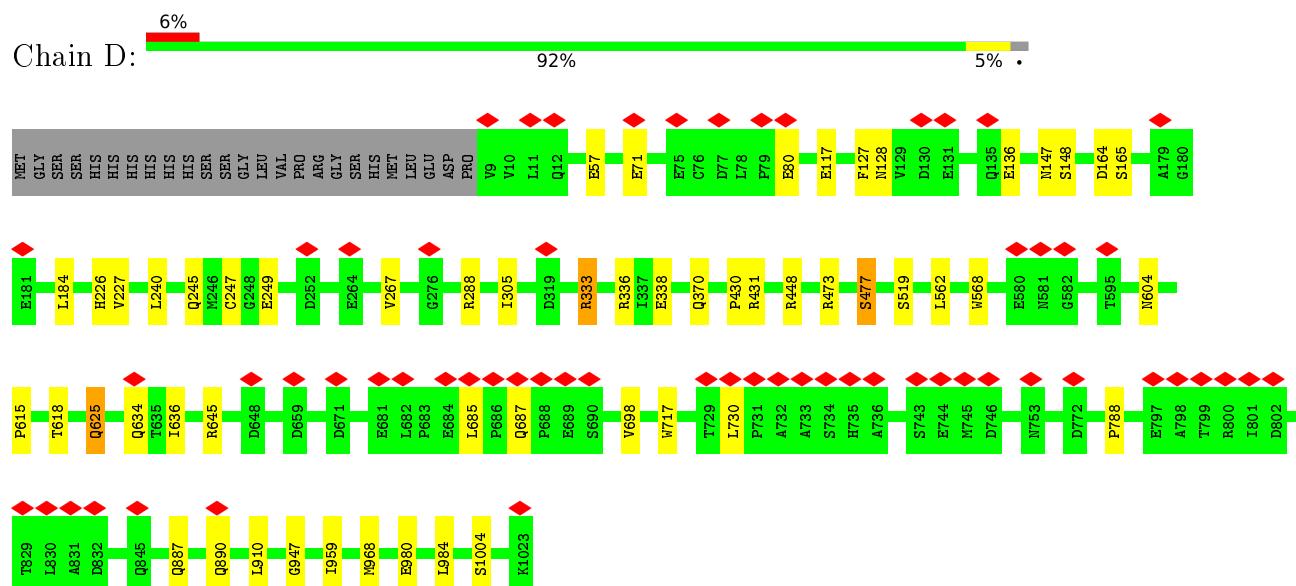 6%
Chain D:
92%
5%
•
MET GLY SER SER HIS HIS HIS HIS HIS HIS SER SER GLY LEU VAL PRO ARG GLY SER HIS MET LEU GLU ASP PRO V9 V10 L11 Q12 E57 E71 E75 C76 D77 L78 P79 E80 E117 F127 N128 V129 D130 E131 Q135 E136 N147 S148 D164 S165 A179 G180
E181 L184 H226 V227 L240 Q245 M246 C247 G248 E249 D252 E264 V267 G276 R288 I305 D319 R333 R336 I337 E338 Q370 P430 R431 R448 R473 S477 S519 L562 W568 E580 N581 G582 T595 N604
P615 T618 Q625 Q634 T635 I636 R645 D648 D659 D671 E681 L682 P683 E684 L685 P686 Q687 P688 E689 S690 V698 W717 T729 L730 P731 A732 A733 S734 H735 A736 S743 E744 M745 D746 N753 D772 P788 E797 A798 T799 R800 I801 D802
T829 L830 A831 D832 Q845 Q887 Q890 L910 G947 I959 M968 E980 L984 S1004 K1023